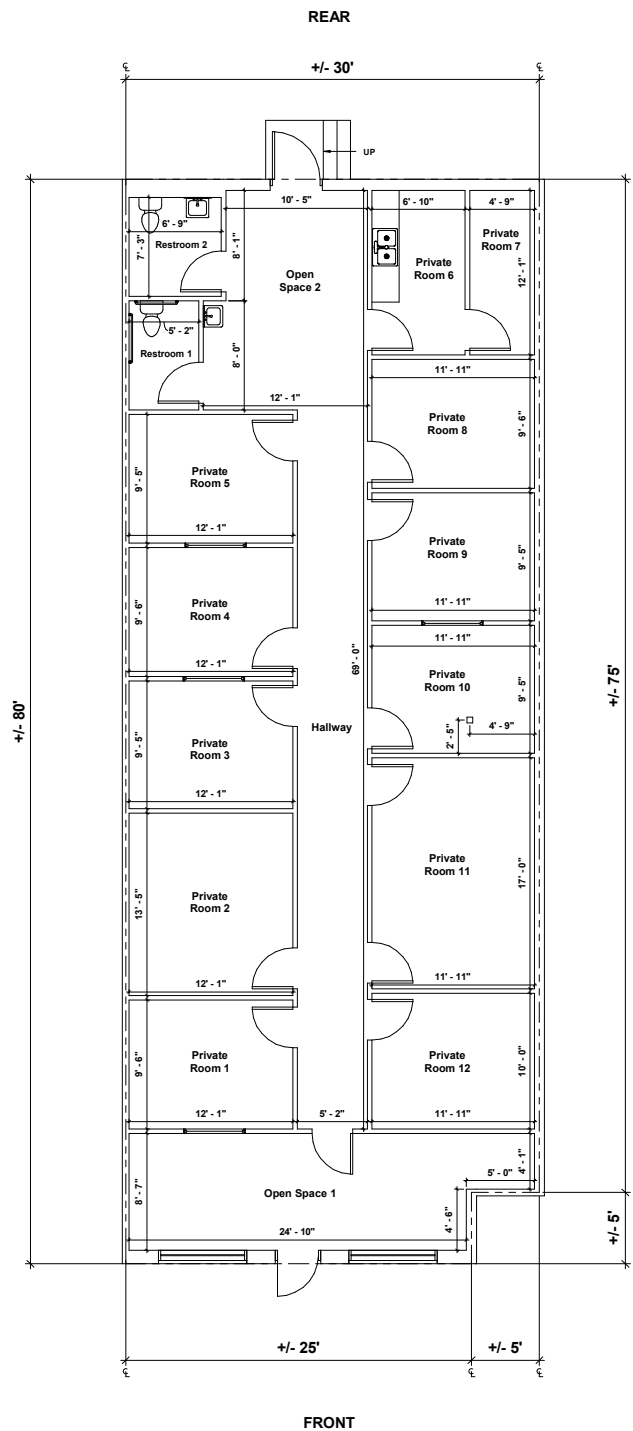 REAR
℄
+/- 30'
℄
UP
10' - 5"
6' - 10"
4' - 9"
6' - 9"
7' - 3"
Restroom 2
8' - 1"
Open
Space 2
Private
Room 6
Private
Room 7
12' - 1"
5' - 2"
Restroom 1
8' - 0"
12' - 1"
11' - 11"
Private
Room 8
9' - 6"
Private
Room 5
9' - 5"
12' - 1"
Private
Room 9
9' - 5"
11' - 11"
Private
Room 4
9' - 6"
12' - 1"
11' - 11"
Private
Room 10
9' - 5"
4' - 9"
2' - 5"
69' - 0"
Hallway
Private
Room 3
9' - 5"
12' - 1"
+/- 80'
+/- 75'
Private
Room 2
13' - 5"
12' - 1"
Private
Room 11
17' - 0"
11' - 11"
Private
Room 1
9' - 6"
12' - 1"
5' - 2"
Private
Room 12
10' - 0"
11' - 11"
4' - 1"
5' - 0"
8' - 7"
Open Space 1
4' - 6"
24' - 10"
+/- 5'
+/- 25'
+/- 5'
℄
℄
℄
FRONT